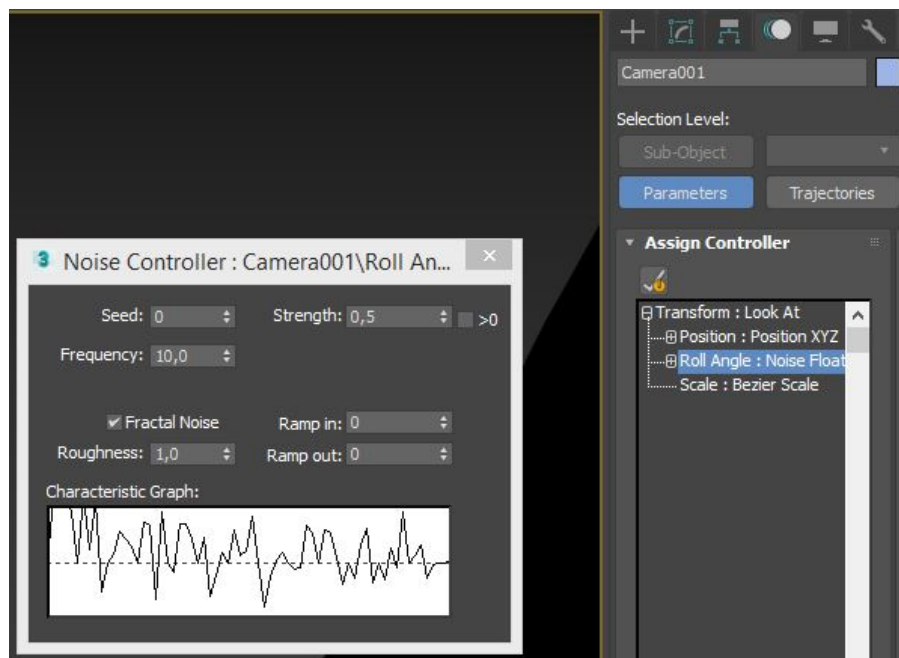 Camera001
Selection Level:
Sub-Object
Parameters Trajectories
Assign Controller
Transform : Look At
Position : Position XYZ
Roll Angle : Noise Float
Scale : Bezier Scale
3 Noise Controller : Camera001\Roll An...
Seed: 0 Strength: 0,5 >0
Frequency: 10,0
Fractal Noise Ramp in: 0
Roughness: 1,0 Ramp out: 0
Characteristic Graph: